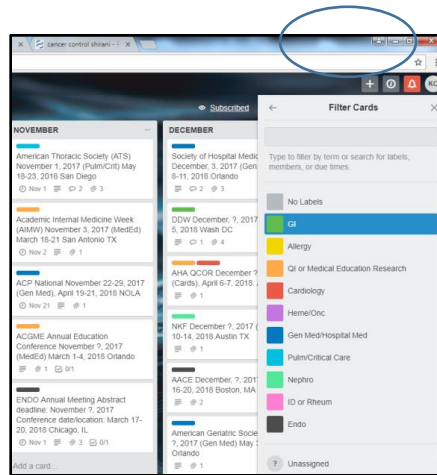 cancer control shirani - F
Subscribed
KC
Filter Cards
Type to filter by term or search for labels,
members, or due times.
No Labels
GI
Allergy
QI or Medical Education Research
Cardiology
Heme/Onc
Gen Med/Hospital Med
Pulm/Critical Care
Nephro
ID or Rheum
Endo
Unassigned
NOVEMBER
American Thoracic Society (ATS)
November 1, 2017 (Pulm/Crit) May
18-23, 2018 San Diego
Nov 1 2 3
Academic Internal Medicine Week
(AIMW) November 3, 2017 (MedEd)
March 18-21 San Antonio TX
Nov 2 1
ACP National November 22-29, 2017
(Gen Med), April 19-21, 2018 NOLA
Nov 21 1
ACGME Annual Education
Conference November ?, 2017
(MedEd) March 1-4, 2018 Orlando
1 0/1
ENDO Annual Meeting Abstract
deadline: November ?, 2017
Conference date/location: March 17-
20, 2018 Chicago, IL
Nov 1 3 0/1
Add a card...
DECEMBER
Society of Hospital Medic
December, 3, 2017 (Gen
8-11, 2018 Orlando
2 3
DDW December, ?, 2017
5, 2018 Wash DC
1 4
AHA QCOR December ?
(Cards), April 6-7, 2018.
1
NKF December ?, 2017 (
10-14, 2018 Austin TX
1
AACE December, ?, 201
16-20, 2018 Boston, MA
2
American Geriatric Socie
?, 2017 (Gen Med) May
Orlando
1